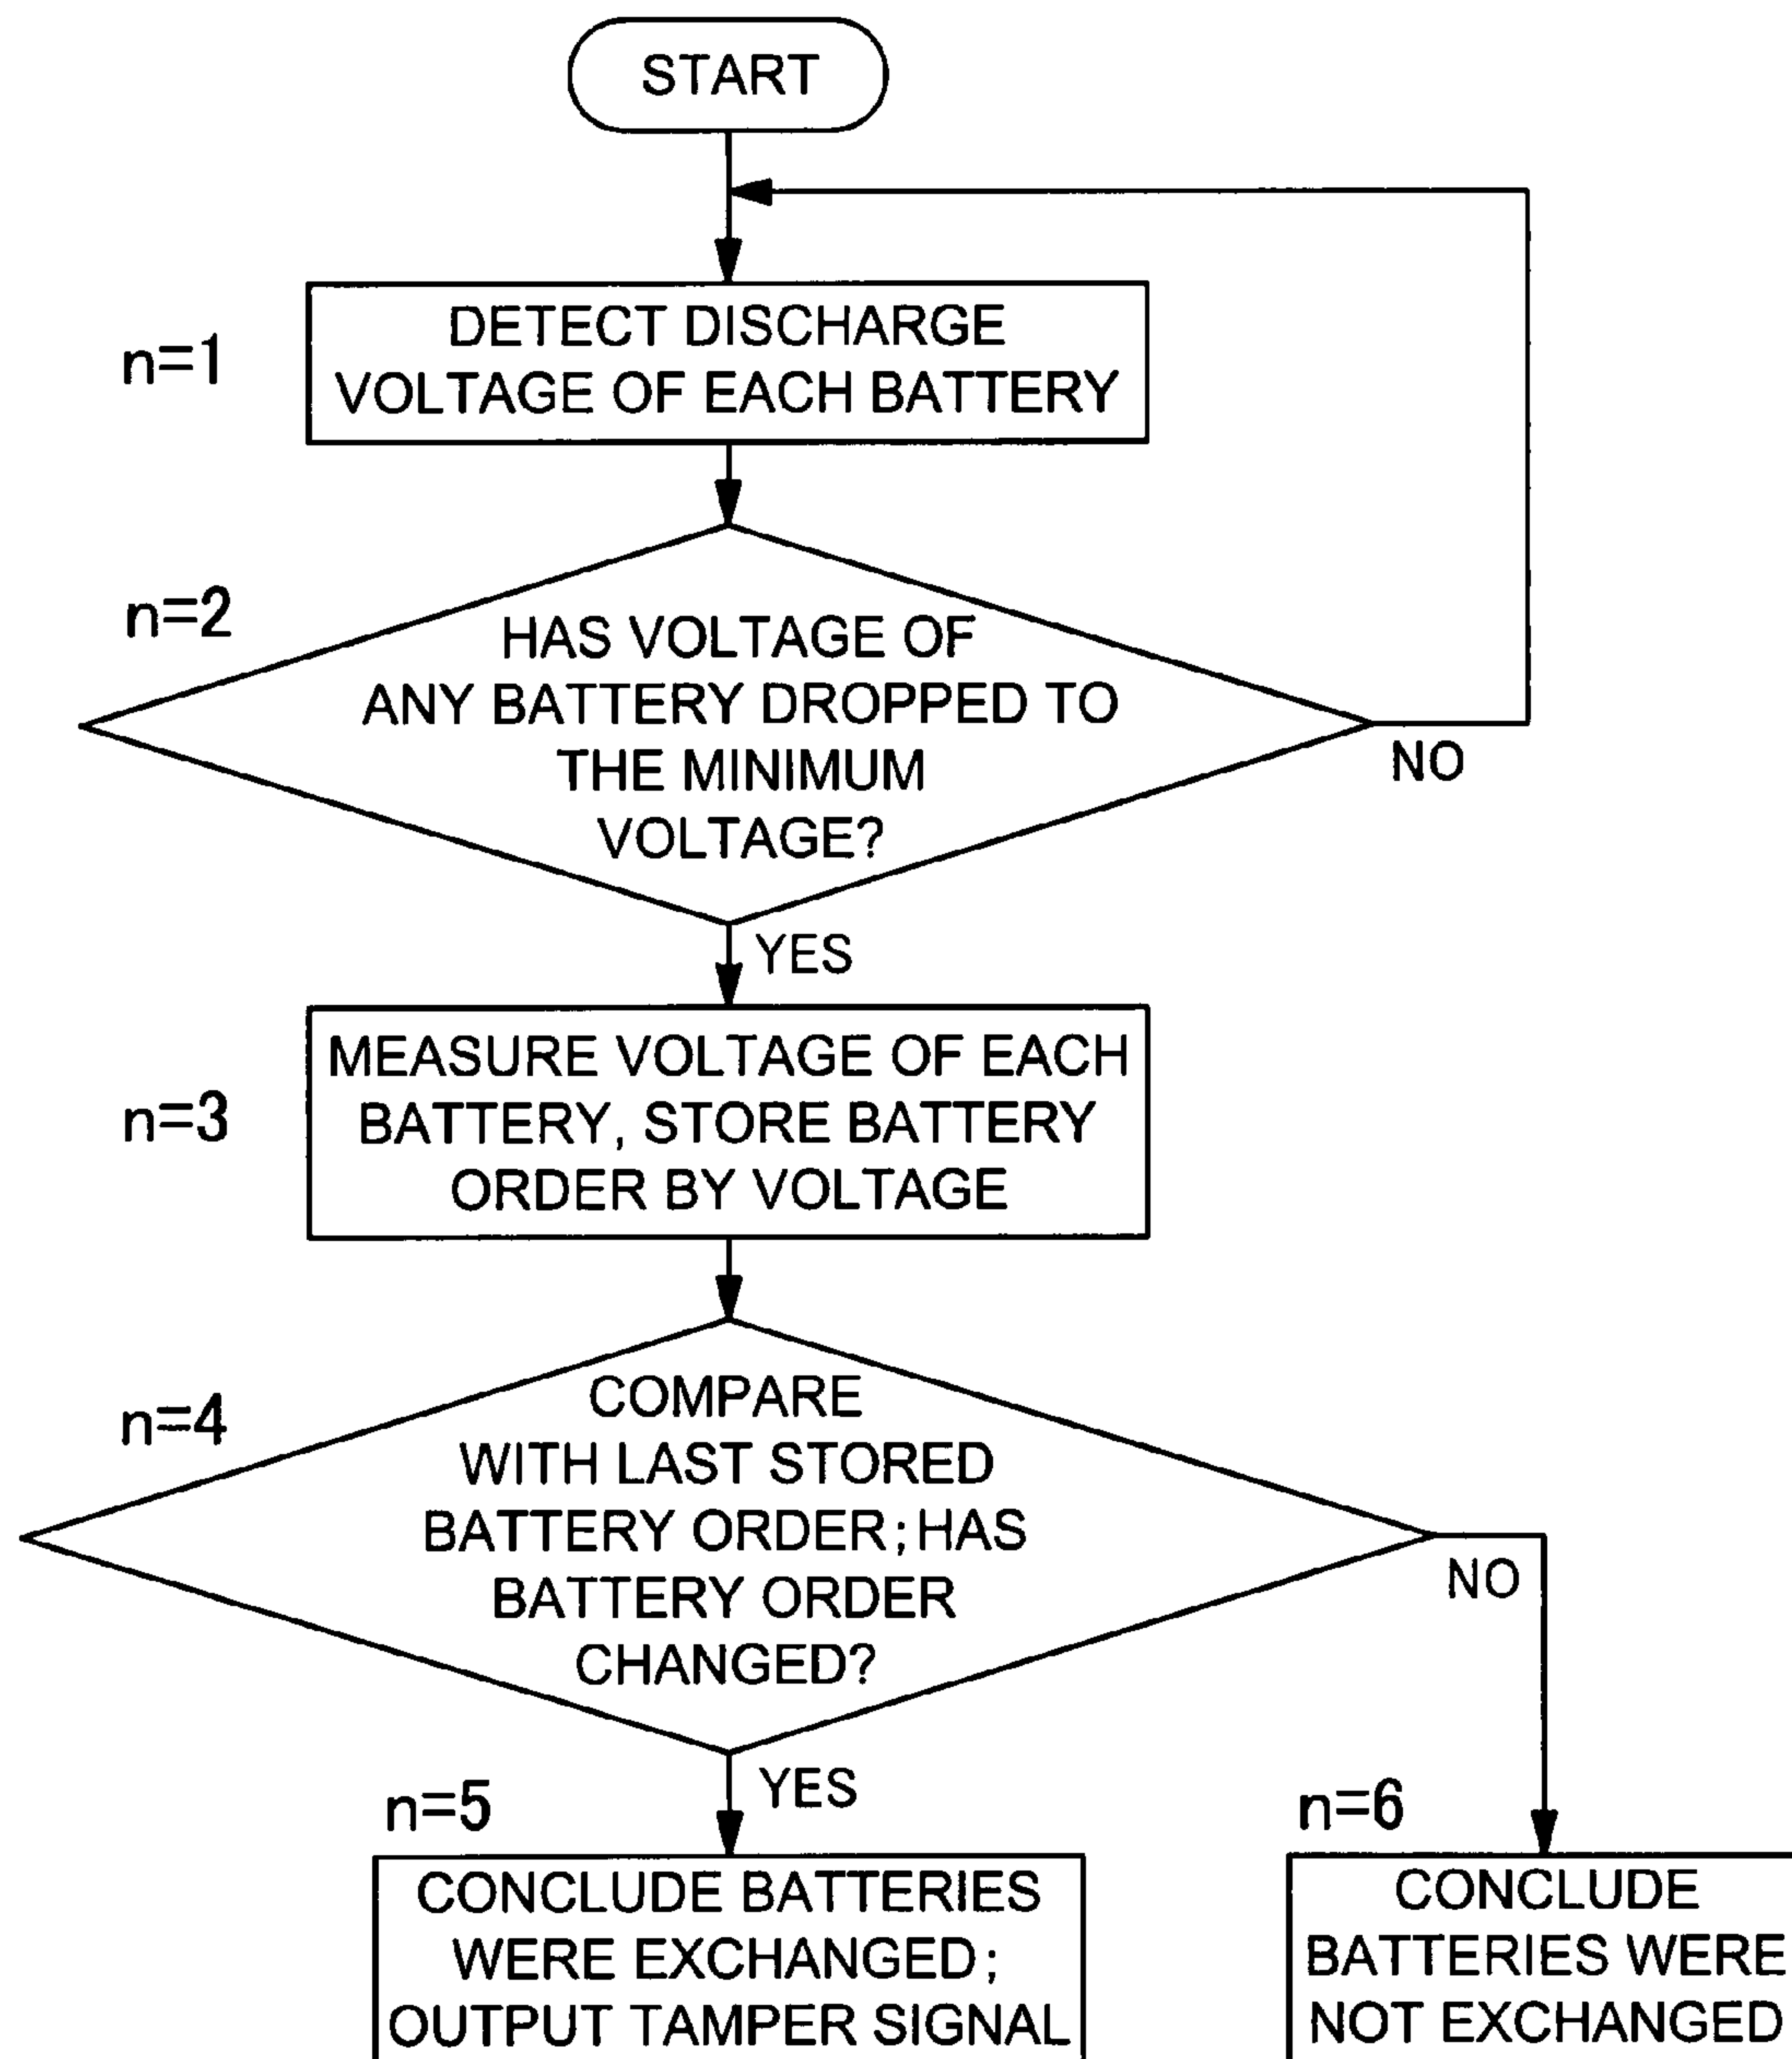 START
n=1
DETECT DISCHARGE
VOLTAGE OF EACH BATTERY
n=2
HAS VOLTAGE OF
ANY BATTERY DROPPED TO
THE MINIMUM
VOLTAGE?
NO
YES
n=3
MEASURE VOLTAGE OF EACH
BATTERY, STORE BATTERY
ORDER BY VOLTAGE
n=4
COMPARE
WITH LAST STORED
BATTERY ORDER; HAS
BATTERY ORDER
CHANGED?
NO
YES
n=5
CONCLUDE BATTERIES
WERE EXCHANGED;
OUTPUT TAMPER SIGNAL
n=6
CONCLUDE
BATTERIES WERE
NOT EXCHANGED